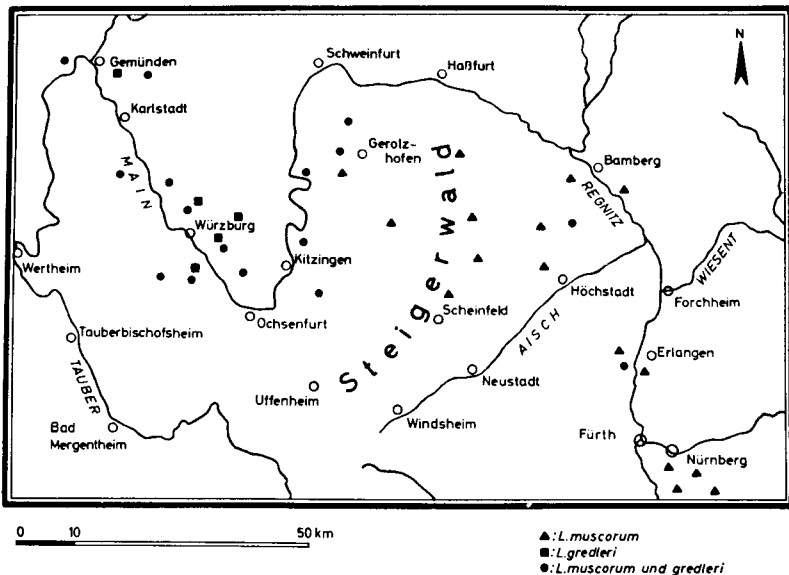 Gemünden
Schweinfurt
Haßfurt
N
Karlstadt
Gerolz-
hofen
Bamberg
MAIN
REGNITZ
Würzburg
WIESENT
Wertheim
Kitzingen
Höchstadt
Forchheim
Ochsenfurt
Scheinfeld
Tauberbischofsheim
AISCH
Erlangen
Steigerwald
TAUBER
Uffenheim
Neustadt
Bad
Mergentheim
Windsheim
Fürth
Nürnberg
0 10 50 km
▲: L. muscorum
■: L. gredleri
●: L. muscorum und gredleri